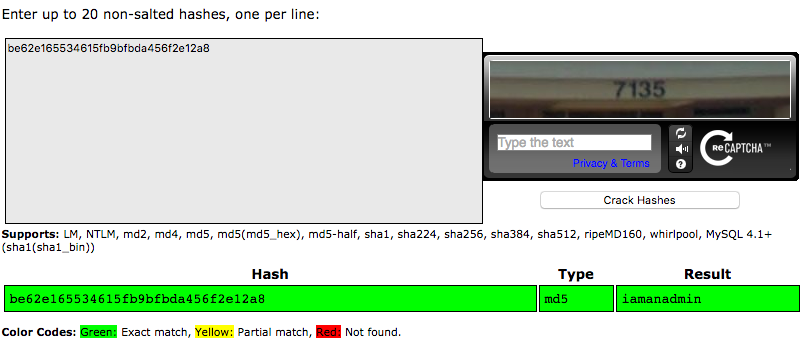 Enter up to 20 non-salted hashes, one per line:
be62e165534615fb9bfbda456f2e12a8
7135
Type the text
Privacy & Terms
reCAPTCHA™
Crack Hashes
Supports: LM, NTLM, md2, md4, md5, md5(md5_hex), md5-half, sha1, sha224, sha256, sha384, sha512, ripeMD160, whirlpool, MySQL 4.1+
(sha1(sha1_bin))
Hash Type Result
be62e165534615fb9bfbda456f2e12a8 md5 iamanadmin
Color Codes: Green: Exact match, Yellow: Partial match, Red: Not found.